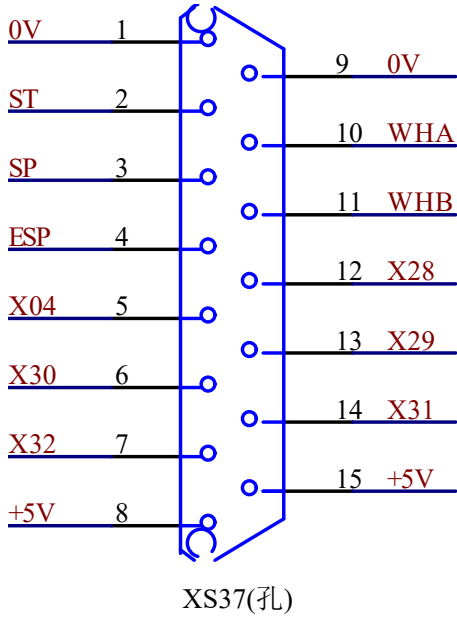 0V 1
9 0V
ST 2
10 WHA
SP 3
11 WHB
ESP 4
12 X28
X04 5
13 X29
X30 6
14 X31
X32 7
15 +5V
+5V 8
XS37(孔)